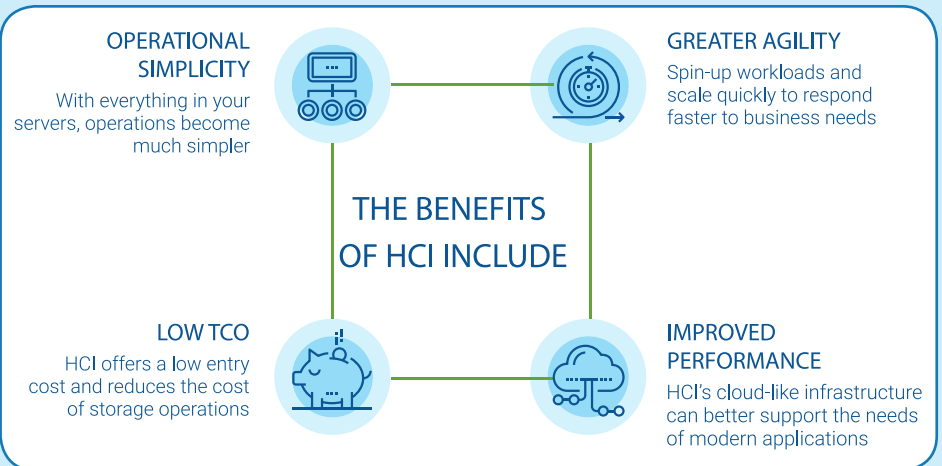 OPERATIONAL
SIMPLICITY
With everything in your
servers, operations become
much simpler
GREATER AGILITY
Spin-up workloads and
scale quickly to respond
faster to business needs
THE BENEFITS
OF HCI INCLUDE
LOW TCO
HCI offers a low entry
cost and reduces the cost
of storage operations
IMPROVED
PERFORMANCE
HCI's cloud-like infrastructure
can better support the needs
of modern applications